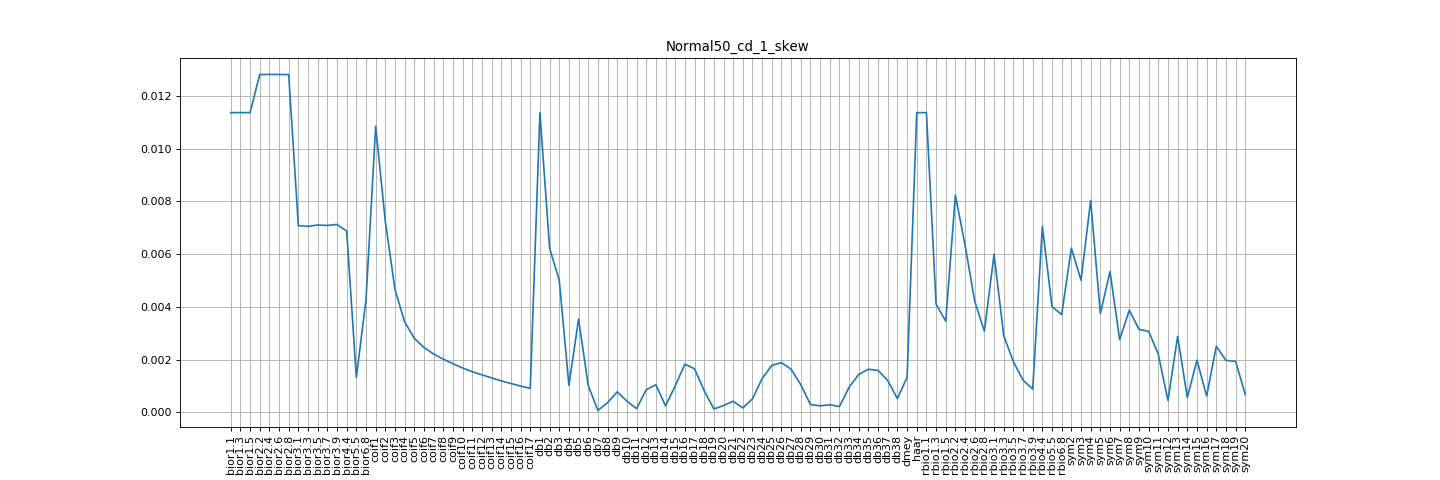 Normal50_cd_1_skew
0.012
0.010
0.008
0.006
0.004
0.002
0.000
bior1.1
bior1.3
bior1.5
bior2.2
bior2.4
bior2.6
bior2.8
bior3.1
bior3.3
bior3.5
bior3.7
bior3.9
bior4.4
bior5.5
bior6.8
coif1
coif2
coif3
coif4
coif5
coif6
coif7
coif8
coif9
coif10
coif11
coif12
coif13
coif14
coif15
coif16
coif17
db1
db2
db3
db4
db5
db6
db7
db8
db9
db10
db11
db12
db13
db14
db15
db16
db17
db18
db19
db20
db21
db22
db23
db24
db25
db26
db27
db28
db29
db30
db31
db32
db33
db34
db35
db36
db37
db38
dmey
haar
rbio1.1
rbio1.3
rbio1.5
rbio2.2
rbio2.4
rbio2.6
rbio2.8
rbio3.1
rbio3.3
rbio3.5
rbio3.7
rbio3.9
rbio4.4
rbio5.5
rbio6.8
sym2
sym3
sym4
sym5
sym6
sym7
sym8
sym9
sym10
sym11
sym12
sym13
sym14
sym15
sym16
sym17
sym18
sym19
sym20